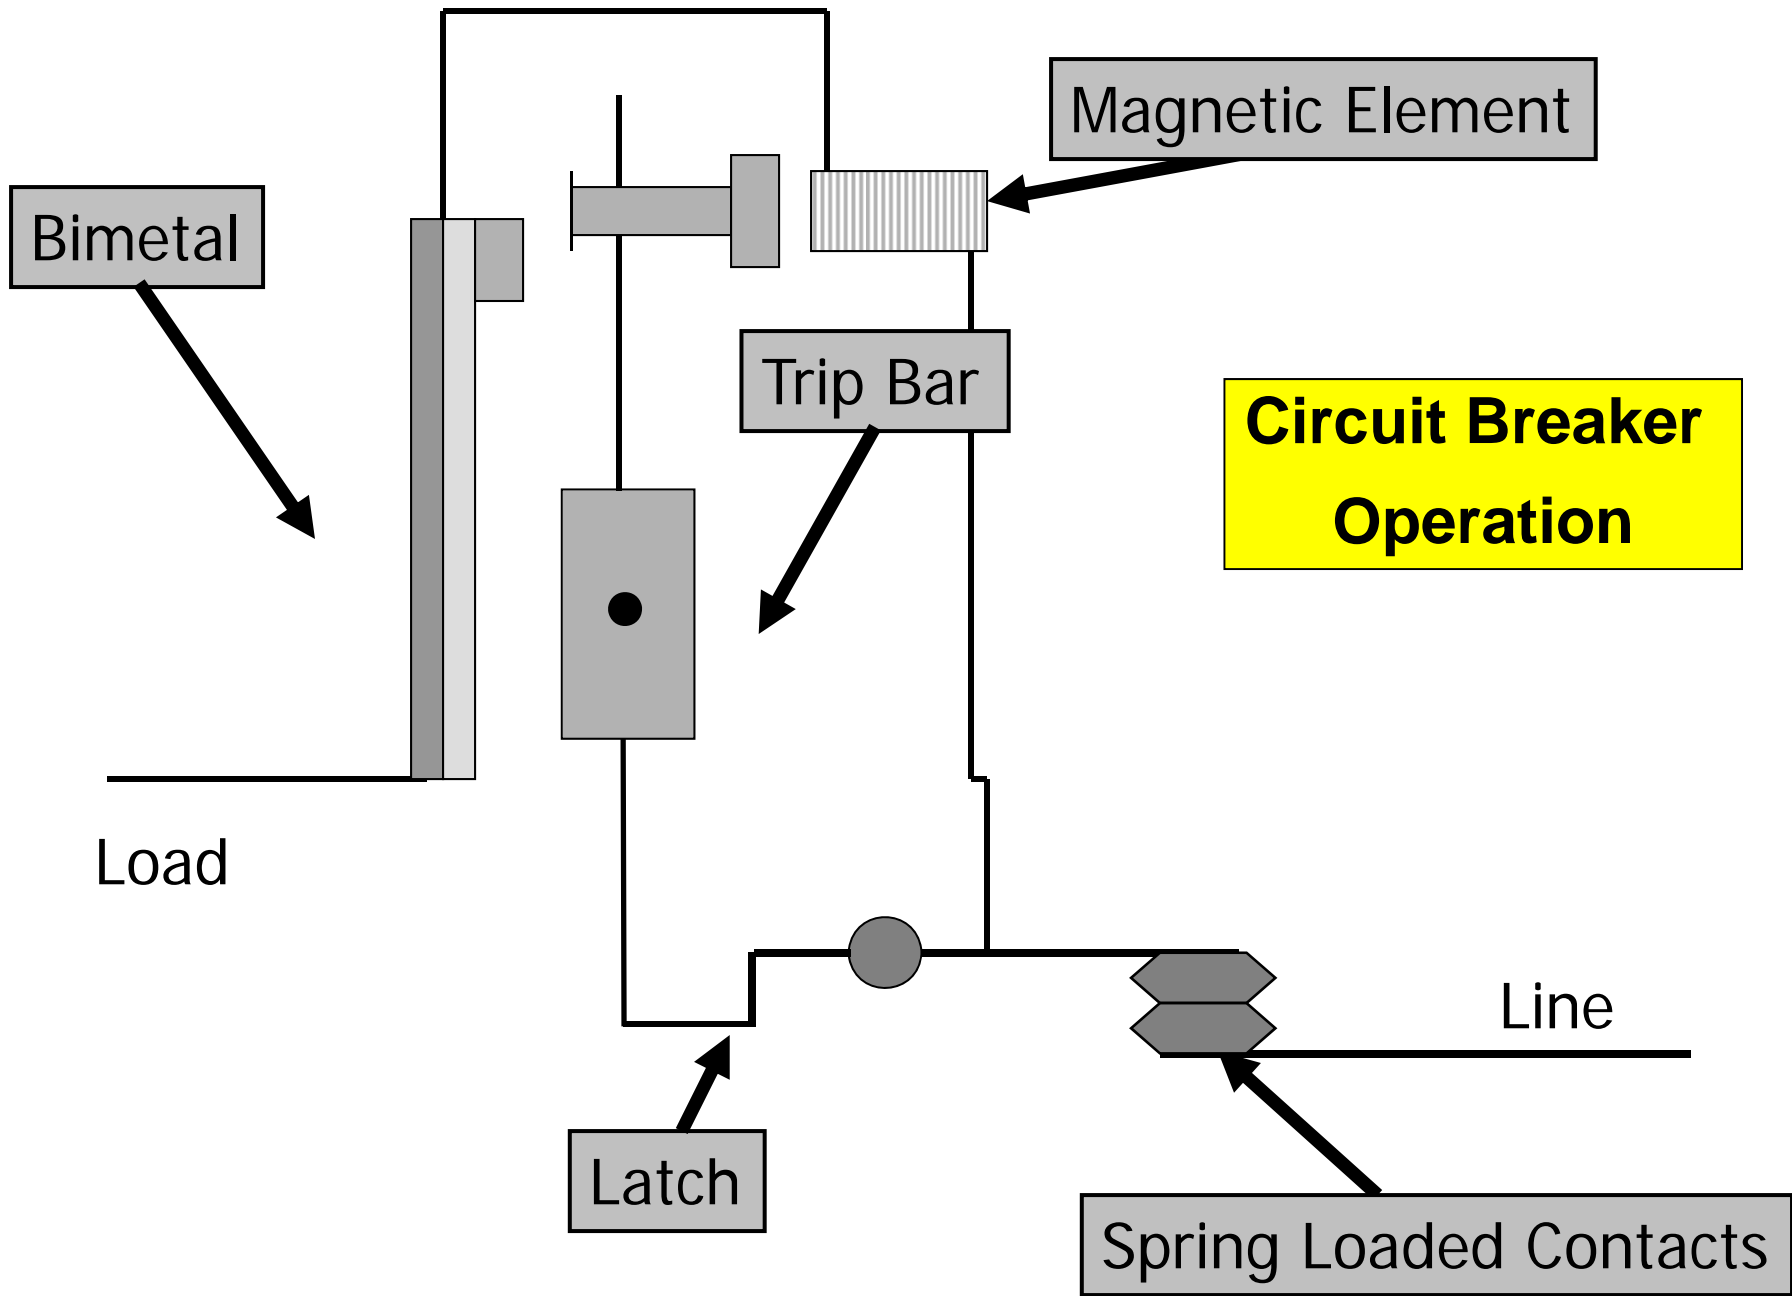 Magnetic Element
Bimetal
Trip Bar
Circuit Breaker
Operation
Load
Line
Latch
Spring Loaded Contacts